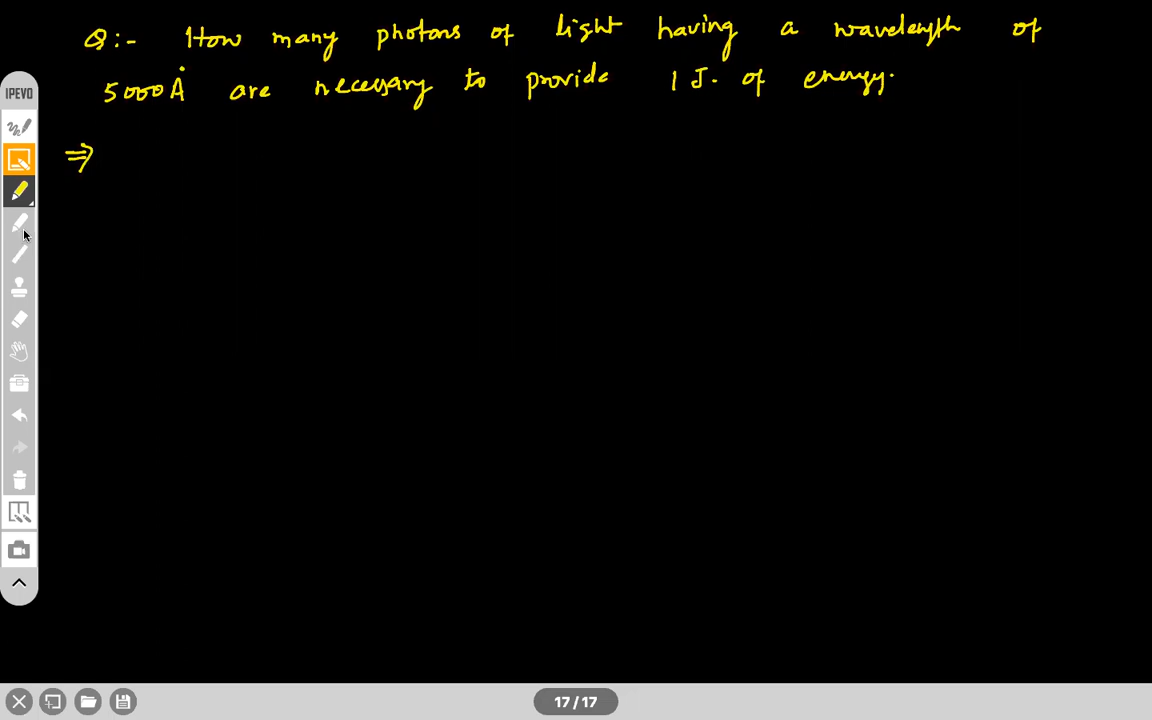 Q:- How many photons of light having a wavelength of
5000Å are necessary to provide 1 J. of energy.
⇒
IPEVO
17/17